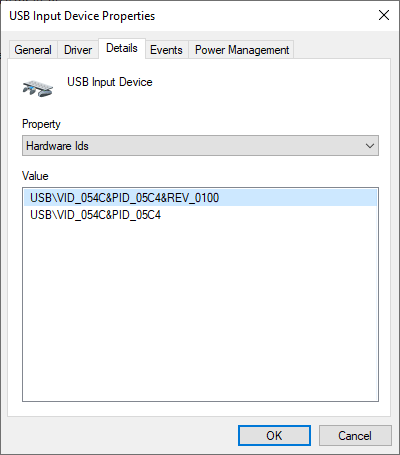 USB Input Device Properties
General Driver Details Events Power Management
USB Input Device
Property
Hardware Ids
Value
USB\VID_054C&PID_05C4&REV_0100
USB\VID_054C&PID_05C4
OK Cancel